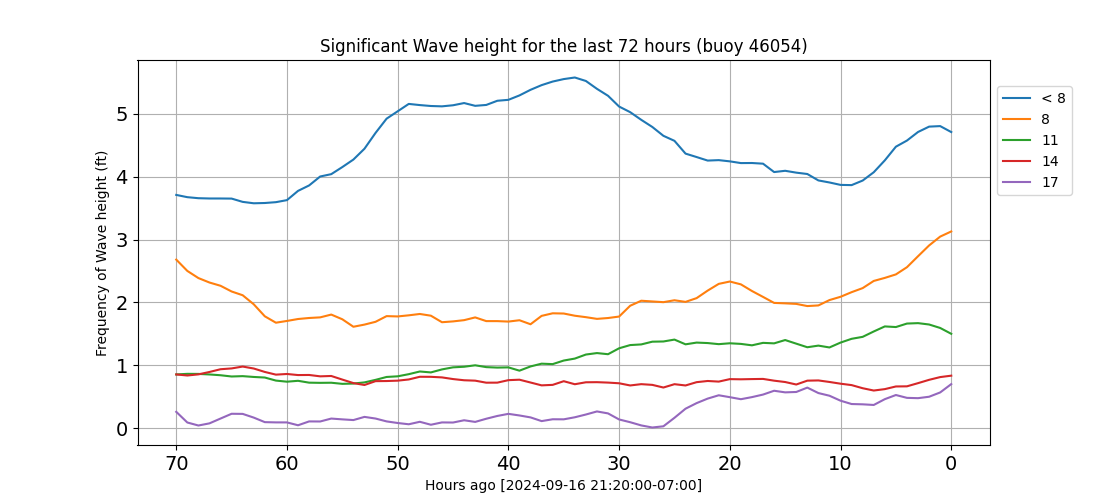 Significant Wave height for the last 72 hours (buoy 46054)
Frequency of Wave height (ft)
5
4
3
2
1
0
70 60 50 40 30 20 10 0
Hours ago [2024-09-16 21:20:00-07:00]
< 8
8
11
14
17